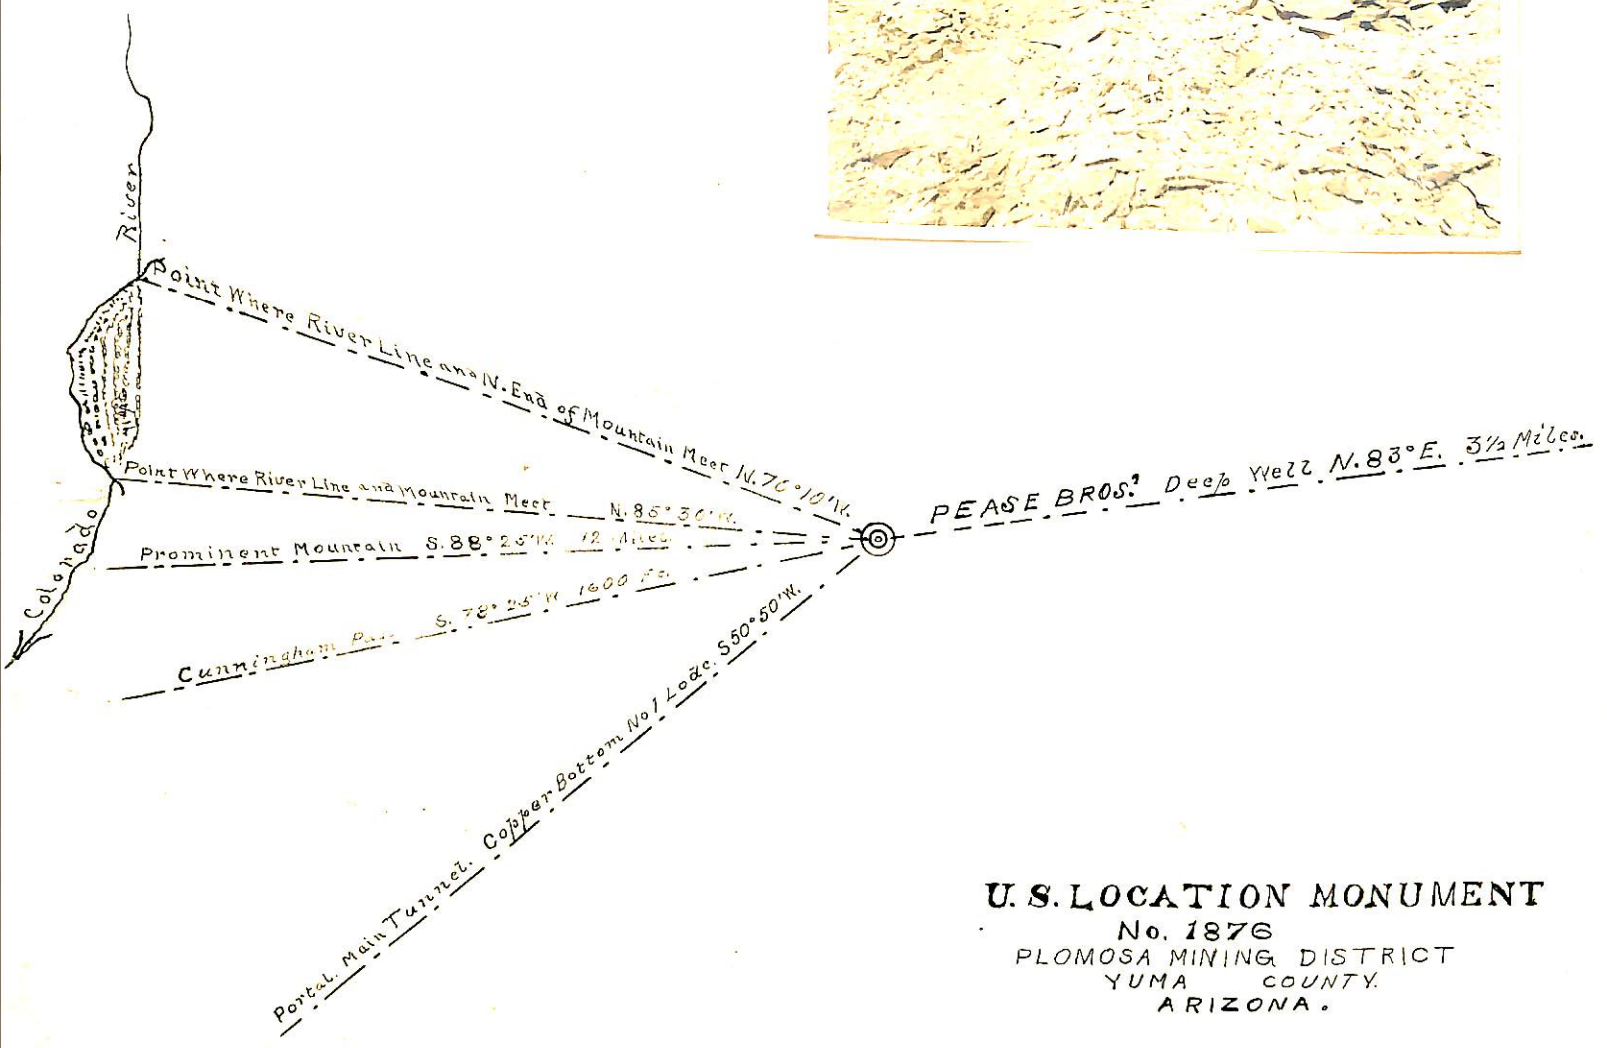 River
Point Where River Line and N. End of Mountain Meet N. 76°10'W.
Point Where River Line and Mountain Meet N. 85°30'W.
Prominent Mountain S. 88°25'W. 12 Miles.
Colorado
Cunningham S. 78°25'W 1600 Ft.
Portal. Main Tunnel. Copper Bottom No 1 Lode. S50°50'W.
PEASE BROS.' Deep Well N. 83°E. 3½ Miles.
U. S. LOCATION MONUMENT
No. 1876
PLOMOSA MINING DISTRICT
YUMA COUNTY.
ARIZONA.